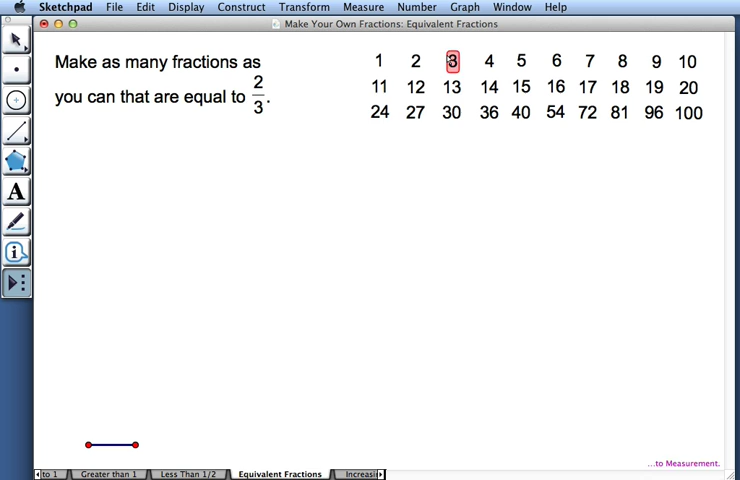 Sketchpad File Edit Display Construct Transform Measure Number Graph Window Help
Make Your Own Fractions: Equivalent Fractions
Make as many fractions as
you can that are equal to 2/3.
1 2 3 4 5 6 7 8 9 10
11 12 13 14 15 16 17 18 19 20
24 27 30 36 40 54 72 81 96 100
A
i
...to Measurement.
to 1 Greater than 1 Less Than 1/2 Equivalent Fractions Increasi